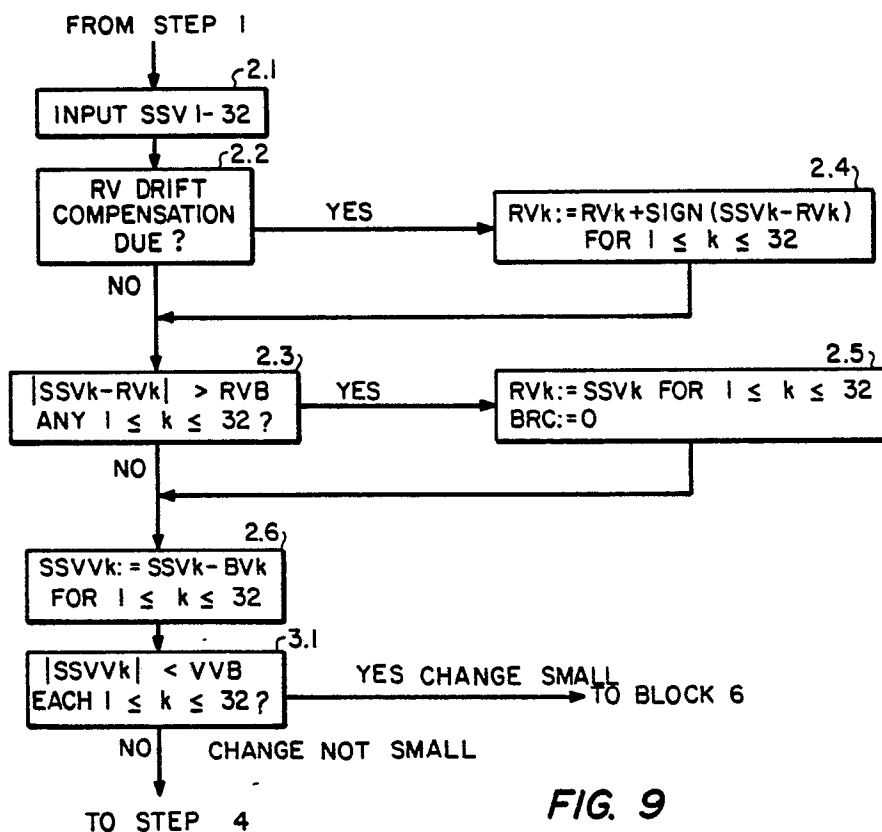 FROM STEP 1
2.1
INPUT SSV 1-32
2.2
RV DRIFT
COMPENSATION
DUE ?
YES
2.4
RVk:= RVk+SIGN (SSVk-RVk)
FOR 1 ≤ k ≤ 32
NO
2.3
|SSVk-RVk| > RVB
ANY 1 ≤ k ≤ 32 ?
YES
2.5
RVk:= SSVk FOR 1 ≤ k ≤ 32
BRC:=0
NO
2.6
SSVVk:= SSVk- BVk
FOR 1 ≤ k ≤ 32
3.1
|SSVVk| < VVB
EACH 1 ≤ k ≤ 32 ?
YES CHANGE SMALL
TO BLOCK 6
NO CHANGE NOT SMALL
TO STEP 4
FIG. 9